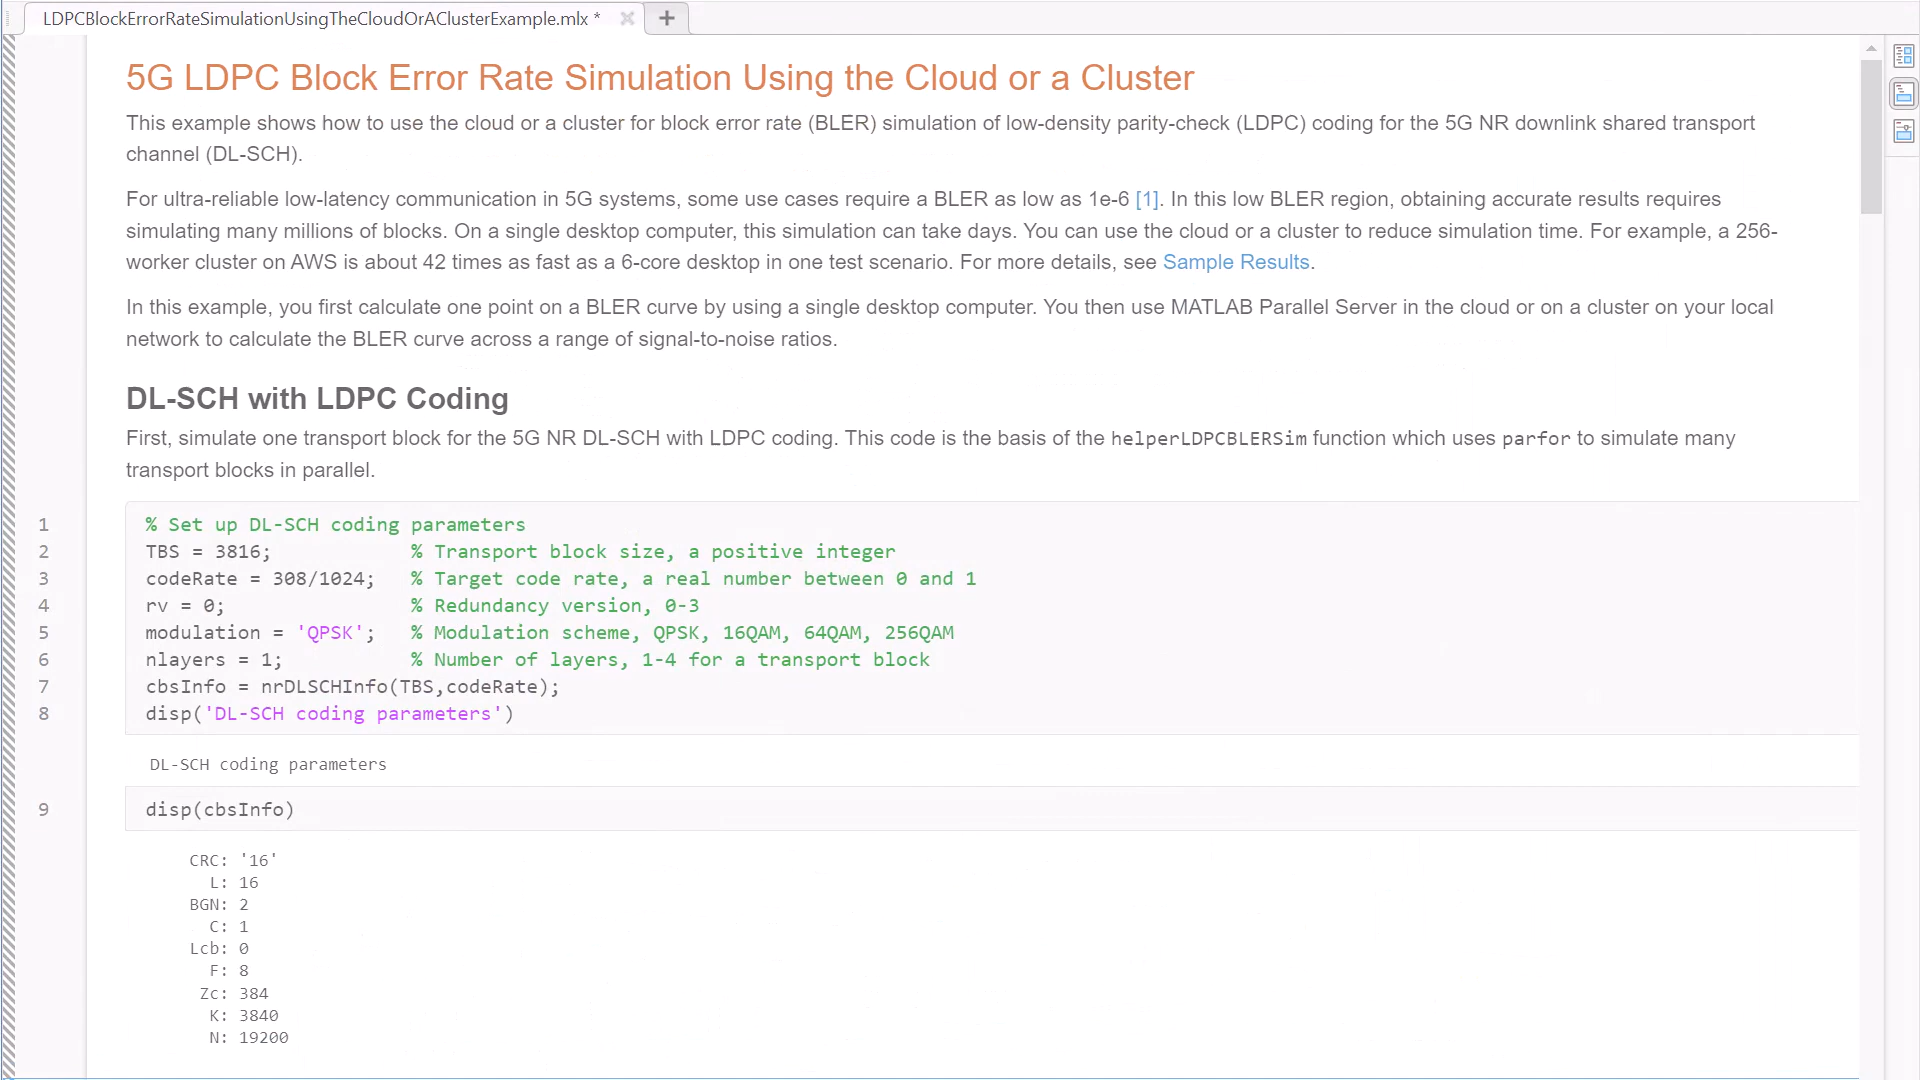 LDPCBlockErrorRateSimulationUsingTheCloudOrAClusterExample.mlx *
5G LDPC Block Error Rate Simulation Using the Cloud or a Cluster
This example shows how to use the cloud or a cluster for block error rate (BLER) simulation of low-density parity-check (LDPC) coding for the 5G NR downlink shared transport
channel (DL-SCH).
For ultra-reliable low-latency communication in 5G systems, some use cases require a BLER as low as 1e-6 [1]. In this low BLER region, obtaining accurate results requires
simulating many millions of blocks. On a single desktop computer, this simulation can take days. You can use the cloud or a cluster to reduce simulation time. For example, a 256-
worker cluster on AWS is about 42 times as fast as a 6-core desktop in one test scenario. For more details, see Sample Results.
In this example, you first calculate one point on a BLER curve by using a single desktop computer. You then use MATLAB Parallel Server in the cloud or on a cluster on your local
network to calculate the BLER curve across a range of signal-to-noise ratios.
DL-SCH with LDPC Coding
First, simulate one transport block for the 5G NR DL-SCH with LDPC coding. This code is the basis of the helperLDPCBLERSim function which uses parfor to simulate many
transport blocks in parallel.
1 % Set up DL-SCH coding parameters
2 TBS = 3816; % Transport block size, a positive integer
3 codeRate = 308/1024; % Target code rate, a real number between 0 and 1
4 rv = 0; % Redundancy version, 0-3
5 modulation = 'QPSK'; % Modulation scheme, QPSK, 16QAM, 64QAM, 256QAM
6 nlayers = 1; % Number of layers, 1-4 for a transport block
7 cbsInfo = nrDLSCHInfo(TBS,codeRate);
8 disp('DL-SCH coding parameters')
DL-SCH coding parameters
9 disp(cbsInfo)
CRC: '16'
L: 16
BGN: 2
C: 1
Lcb: 0
F: 8
Zc: 384
K: 3840
N: 19200